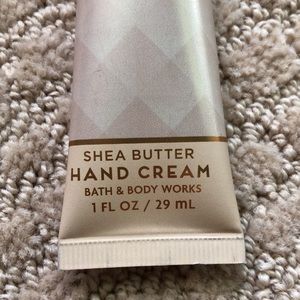 SHEA BUTTER
HAND CREAM
BATH & BODY WORKS
1 FL OZ / 29 mL